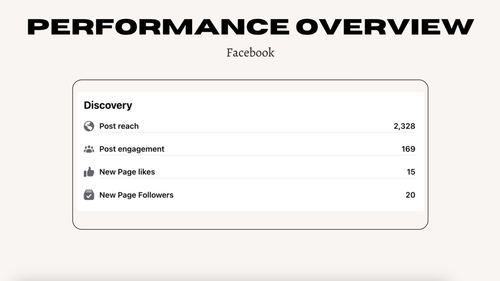 PERFORMANCE OVERVIEW
Facebook
Discovery
Post reach 2,328
Post engagement 169
New Page likes 15
New Page Followers 20